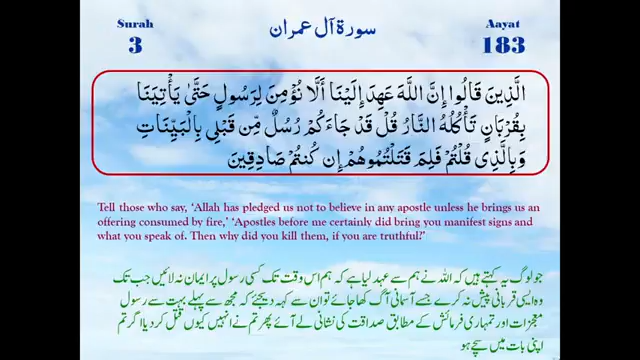 Surah
3
سورة آل عمران
Aayat
183
الَّذِينَ قَالُوا إِنَّ اللَّهَ عَهِدَ إِلَيْنَا أَلَّا نُؤْمِنَ لِرَسُولٍ حَتَّىٰ يَأْتِيَنَا
بِقُرْبَانٍ تَأْكُلُهُ النَّارُ قُلْ قَدْ جَاءَكُمْ رُسُلٌ مِّن قَبْلِي بِالْبَيِّنَاتِ
وَبِالَّذِي قُلْتُمْ فَلِمَ قَتَلْتُمُوهُمْ إِن كُنتُمْ صَادِقِينَ
Tell those who say, ‘Allah has pledged us not to believe in any apostle unless he brings us an
offering consumed by fire,’ ‘Apostles before me certainly did bring you manifest signs and
what you speak of. Then why did you kill them, if you are truthful?’
جو لوگ یہ کہتے ہیں کہ اللہ نے ہم سے عہد لیا ہے کہ ہم اس وقت تک کسی رسول پر ایمان نہ لائیں جب تک
وہ ایسی قربانی پیش نہ کرے جسے آسمانی آگ کھا جائے تو ان سے کہہ دیجئے کہ مجھ سے پہلے بہت سے رسول
معجزات اور تمہاری فرمائش کے مطابق صداقت کی نشانی لے آئے پھر تم نے انہیں کیوں قتل کر دیا اگر تم
اپنی بات میں سچے ہو